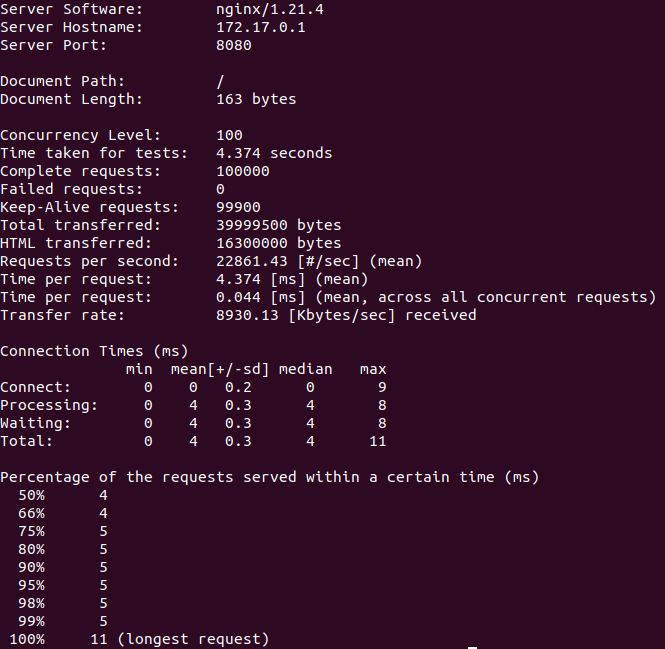 Server Software:        nginx/1.21.4
Server Hostname:        172.17.0.1
Server Port:            8080

Document Path:          /
Document Length:        163 bytes

Concurrency Level:      100
Time taken for tests:   4.374 seconds
Complete requests:      100000
Failed requests:        0
Keep-Alive requests:    99900
Total transferred:      39999500 bytes
HTML transferred:       16300000 bytes
Requests per second:    22861.43 [#/sec] (mean)
Time per request:       4.374 [ms] (mean)
Time per request:       0.044 [ms] (mean, across all concurrent requests)
Transfer rate:          8930.13 [Kbytes/sec] received

Connection Times (ms)
              min  mean[+/-sd] median   max
Connect:        0    0   0.2      0       9
Processing:     0    4   0.3      4       8
Waiting:        0    4   0.3      4       8
Total:          0    4   0.3      4      11

Percentage of the requests served within a certain time (ms)
  50%      4
  66%      4
  75%      5
  80%      5
  90%      5
  95%      5
  98%      5
  99%      5
 100%     11 (longest request)